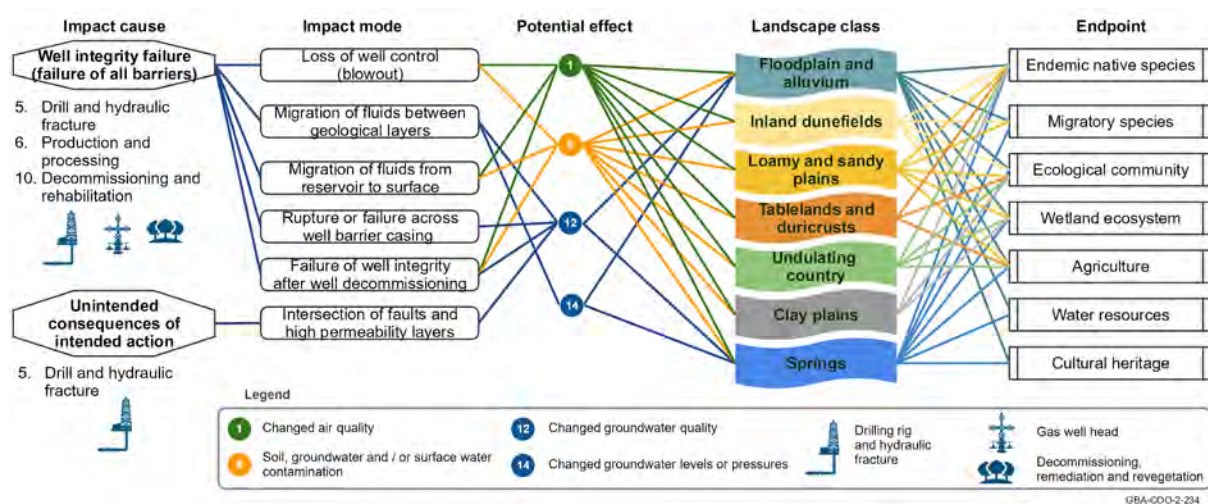 Impact cause
Impact mode
Potential effect
Landscape class
Endpoint
Well integrity failure
(failure of all barriers)
5. Drill and hydraulic
fracture
6. Production and
processing
10. Decommissioning and
rehabilitation
Unintended
consequences of
intended action
5. Drill and hydraulic
fracture
Loss of well control
(blowout)
Migration of fluids between
geological layers
Migration of fluids from
reservoir to surface
Rupture or failure across
well barrier casing
Failure of well integrity
after well decommissioning
Intersection of faults and
high permeability layers
1
12
14
Floodplain and
alluvium
Inland dunefields
Loamy and sandy
plains
Tablelands and
duricrusts
Undulating
country
Clay plains
Springs
Endemic native species
Migratory species
Ecological community
Wetland ecosystem
Agriculture
Water resources
Cultural heritage
Legend
1 Changed air quality
Soil, groundwater and / or surface water
contamination
12 Changed groundwater quality
14 Changed groundwater levels or pressures
Drilling rig
and hydraulic
fracture
Gas well head
Decommissioning,
remediation and revegetation
GBA-COO-2-234